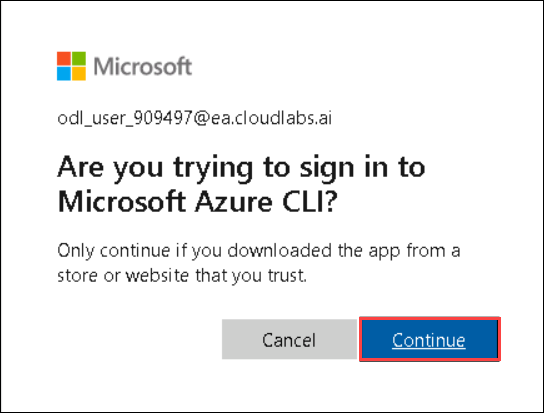 Microsoft
odl_user_909497@ea.cloudlabs.ai
Are you trying to sign in to
Microsoft Azure CLI?
Only continue if you downloaded the app from a
store or website that you trust.
Cancel
Continue